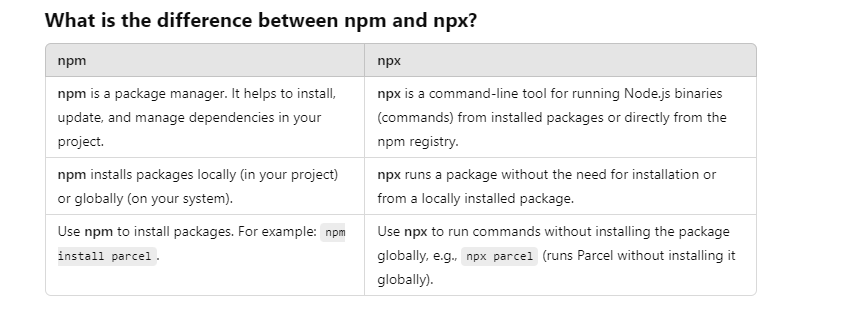 What is the difference between npm and npx?
npm
npx
npm is a package manager. It helps to install,
update, and manage dependencies in your
project.
npx is a command-line tool for running Node.js binaries
(commands) from installed packages or directly from the
npm registry.
npm installs packages locally (in your project)
or globally (on your system).
npx runs a package without the need for installation or
from a locally installed package.
Use npm to install packages. For example: npm
install parcel .
Use npx to run commands without installing the package
globally, e.g., npx parcel (runs Parcel without installing it
globally).